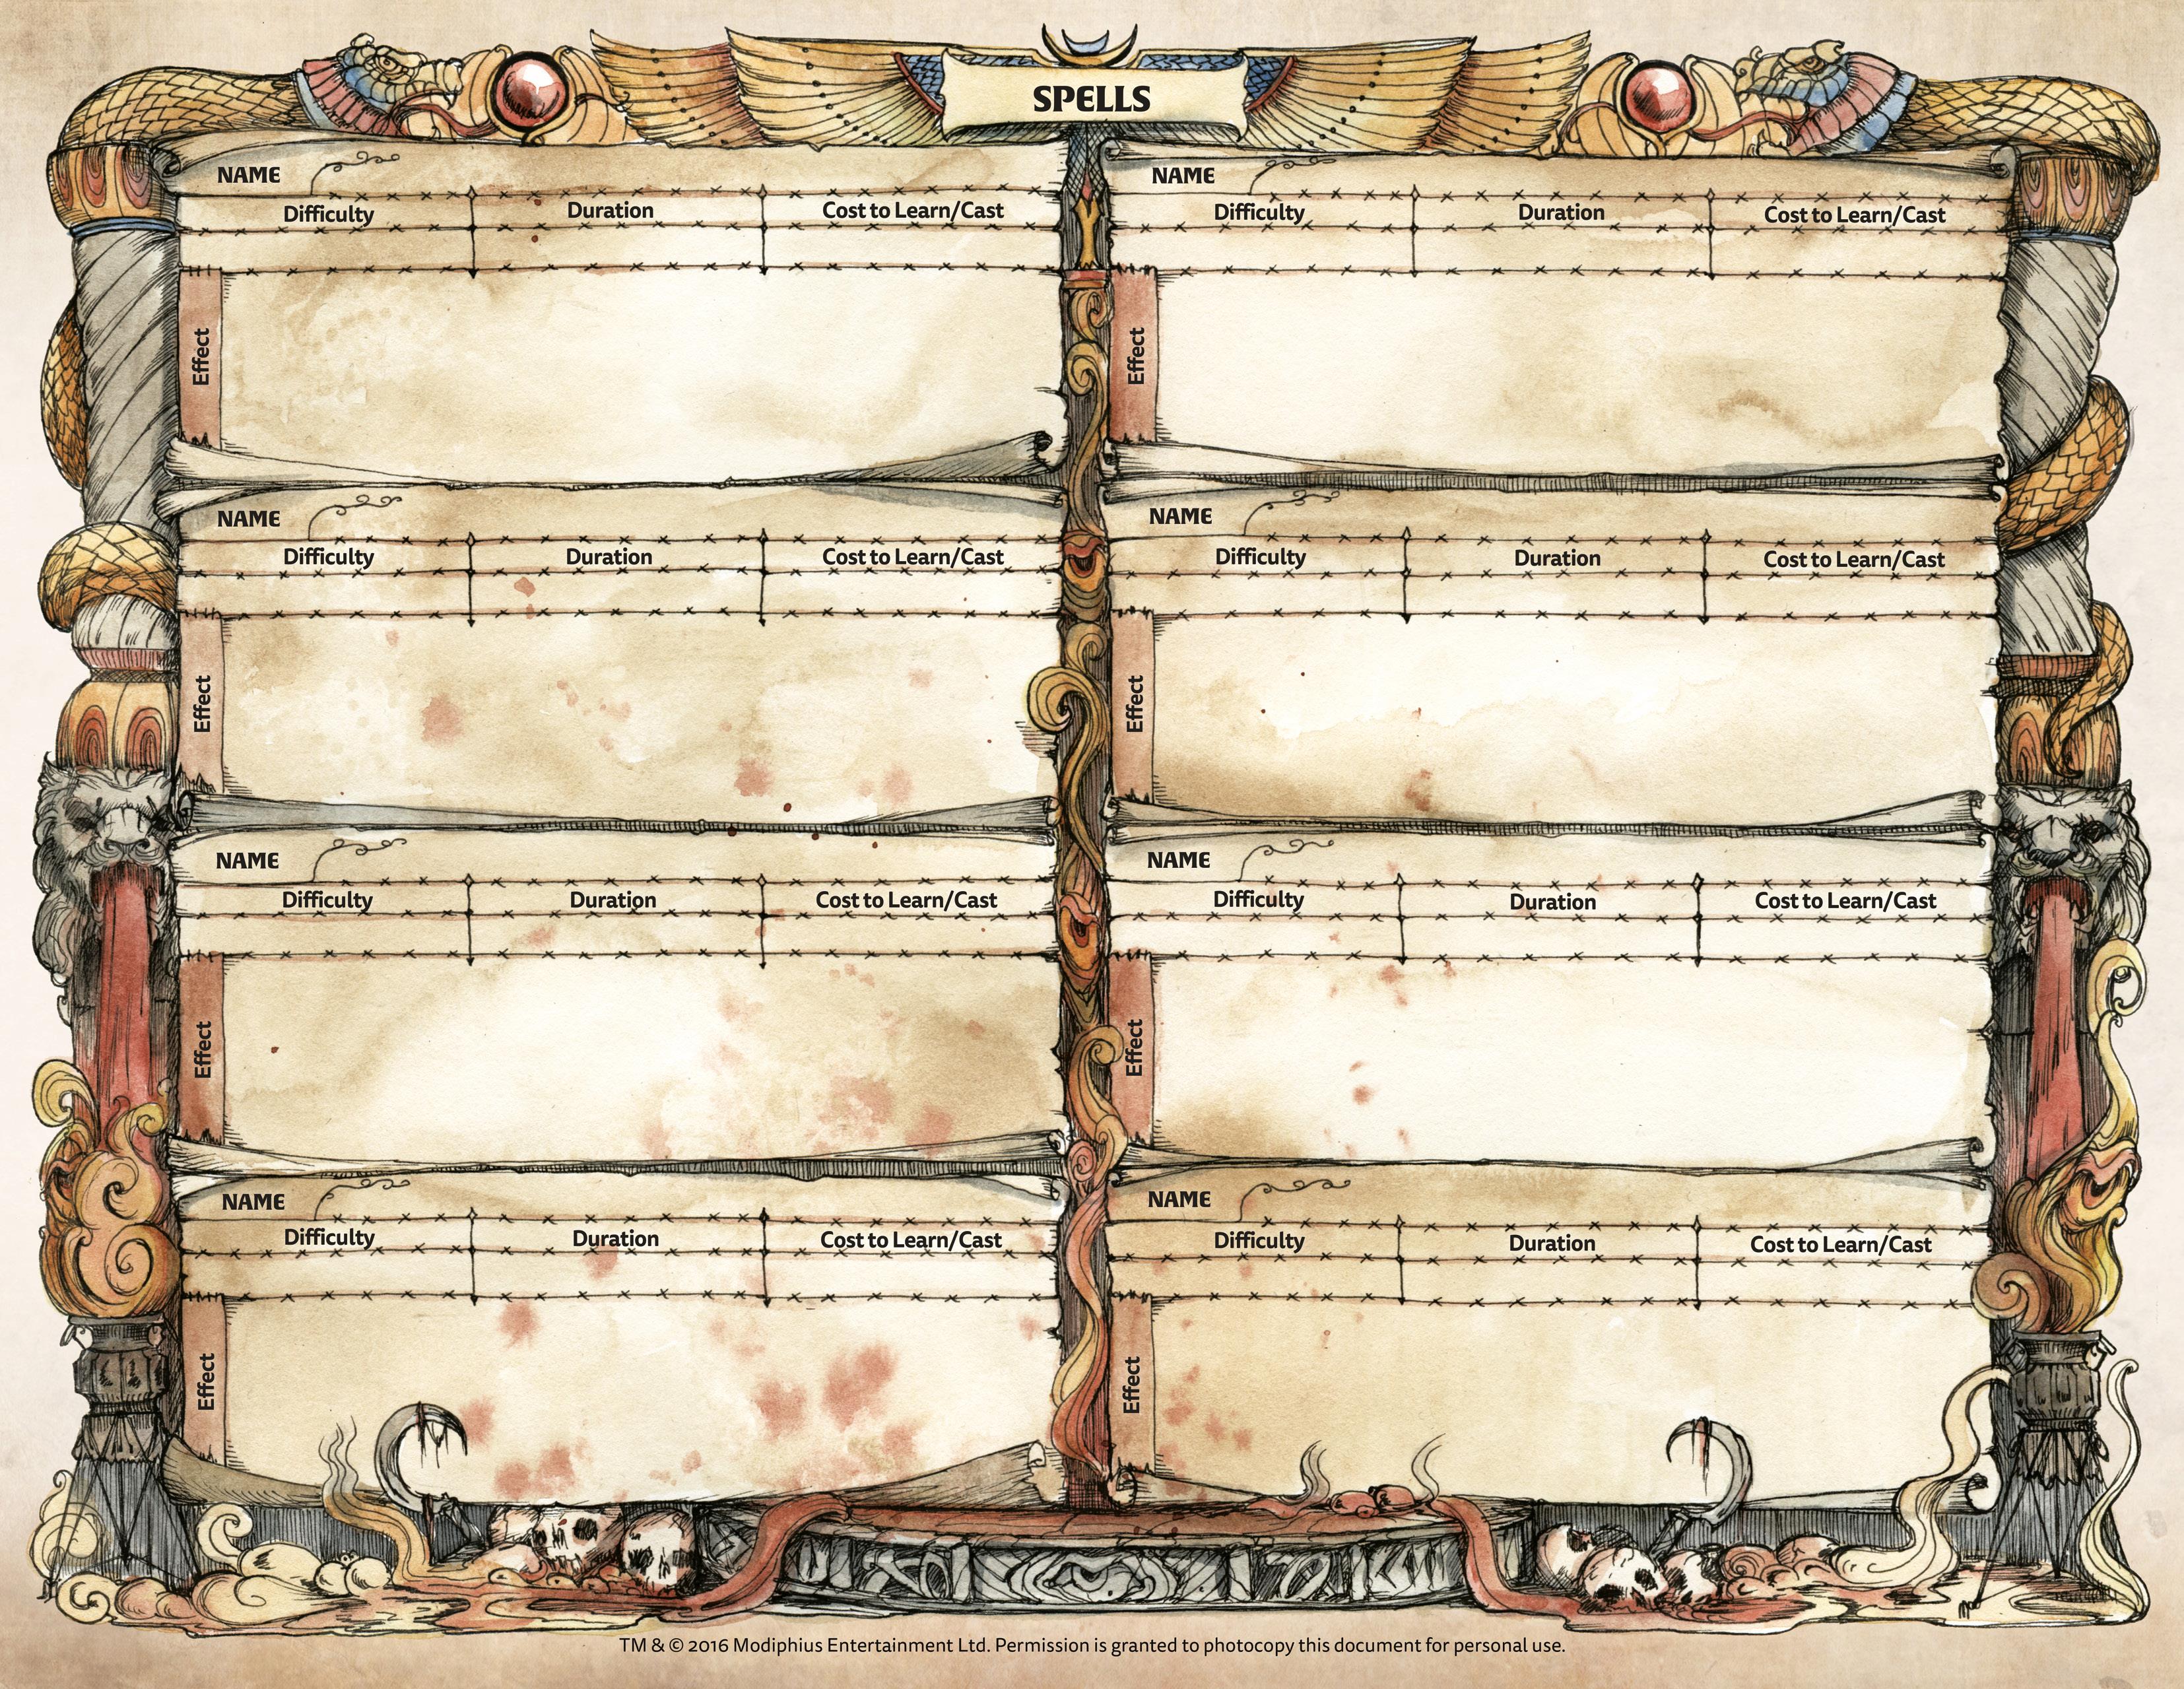 SPELLS
NAME
Difficulty Duration Cost to Learn/Cast
Effect
NAME
Difficulty Duration Cost to Learn/Cast
Effect
NAME
Difficulty Duration Cost to Learn/Cast
Effect
NAME
Difficulty Duration Cost to Learn/Cast
Effect
NAME
Difficulty Duration Cost to Learn/Cast
Effect
NAME
Difficulty Duration Cost to Learn/Cast
Effect
NAME
Difficulty Duration Cost to Learn/Cast
Effect
NAME
Difficulty Duration Cost to Learn/Cast
Effect
TM & © 2016 Modiphius Entertainment Ltd. Permission is granted to photocopy this document for personal use.